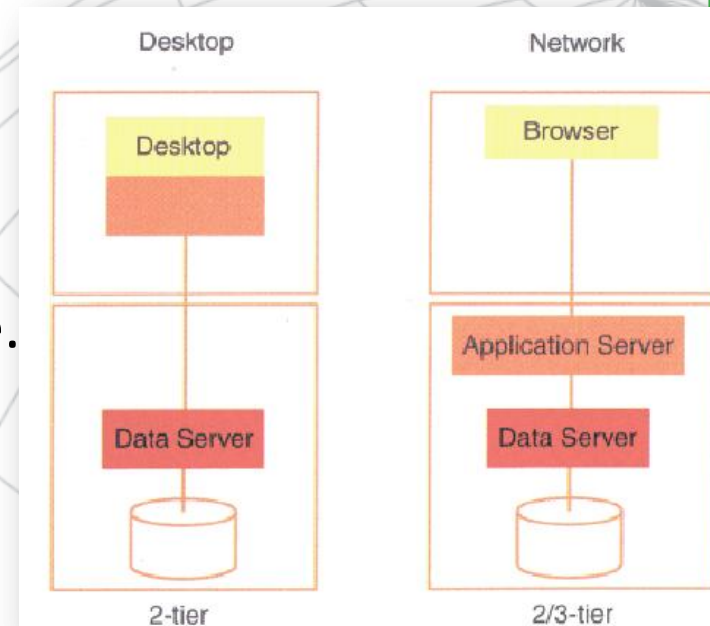 Desktop
Network
Desktop
Browser
Application Server
Data Server
Data Server
2-tier
2/3-tier